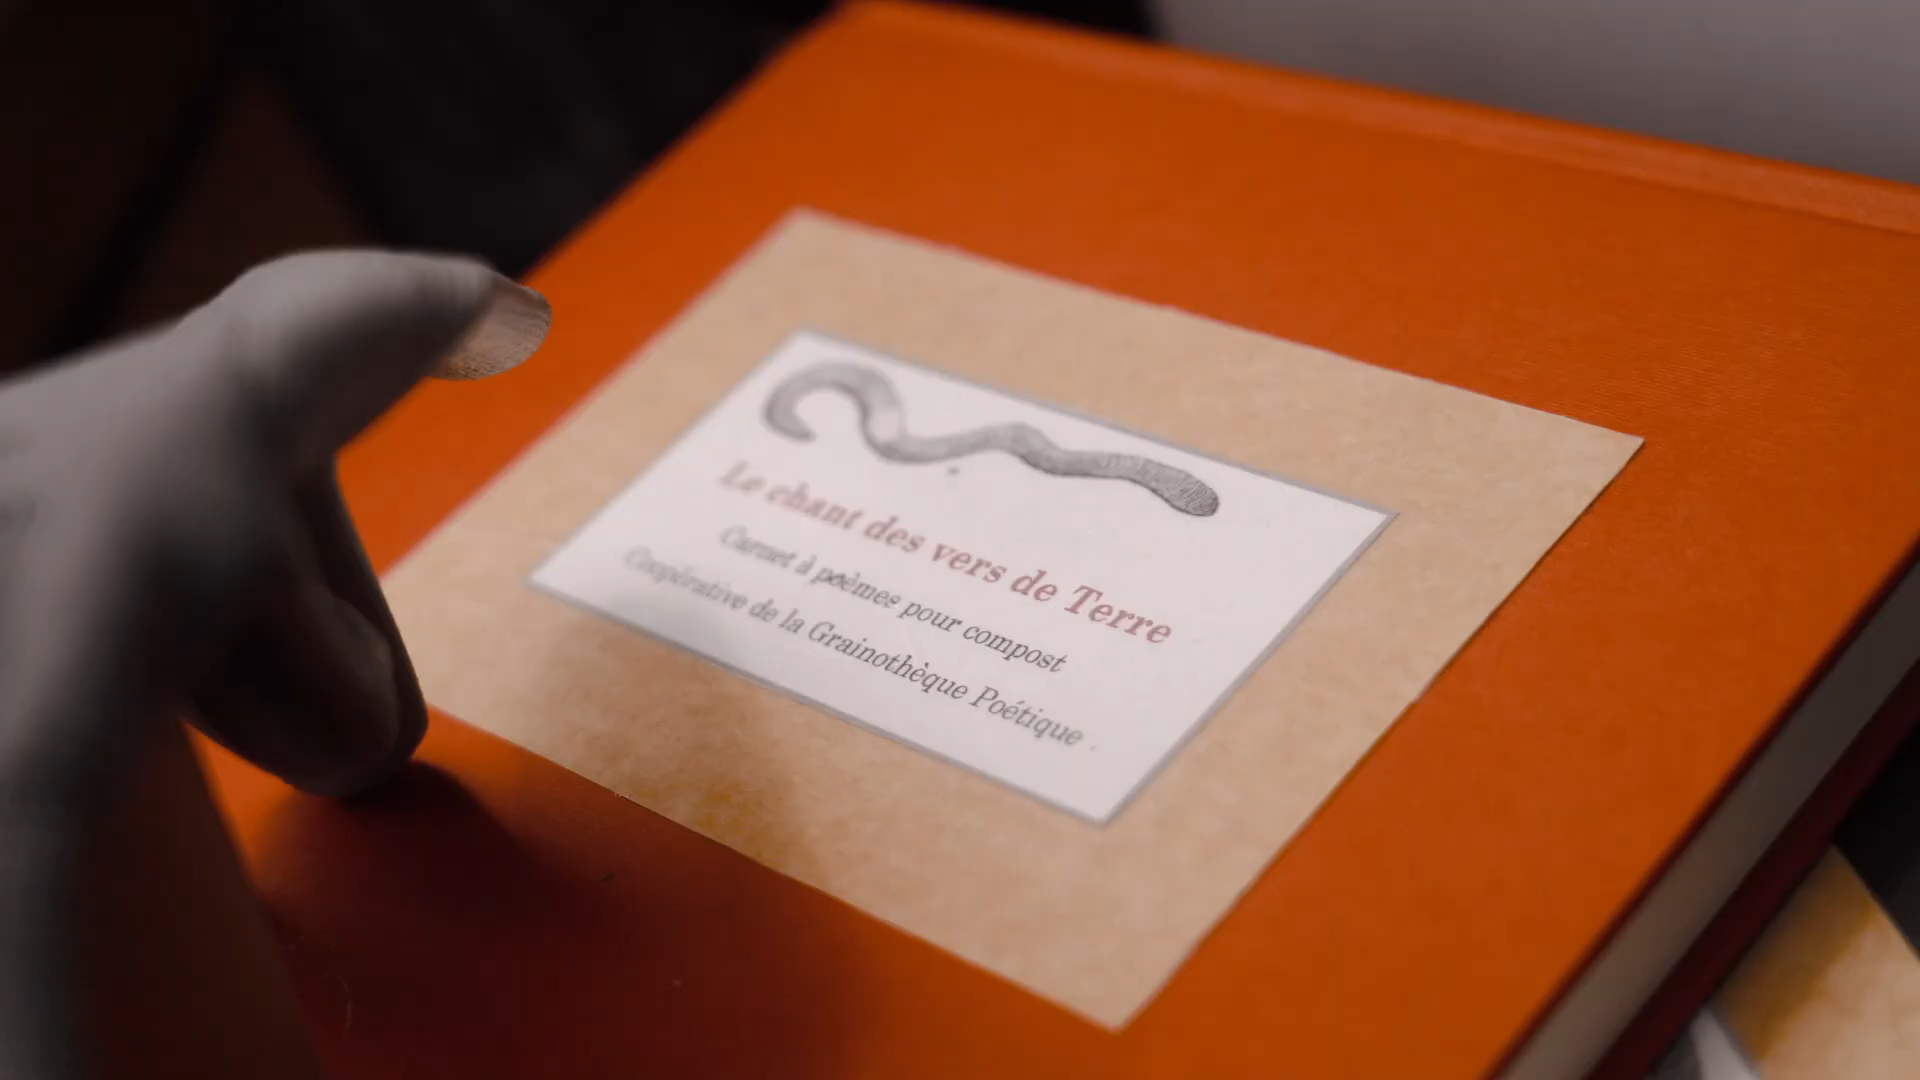 Le chant des vers de Terre
Carnet à poèmes pour compost
Coopérative de la Grainothèque Poétique .